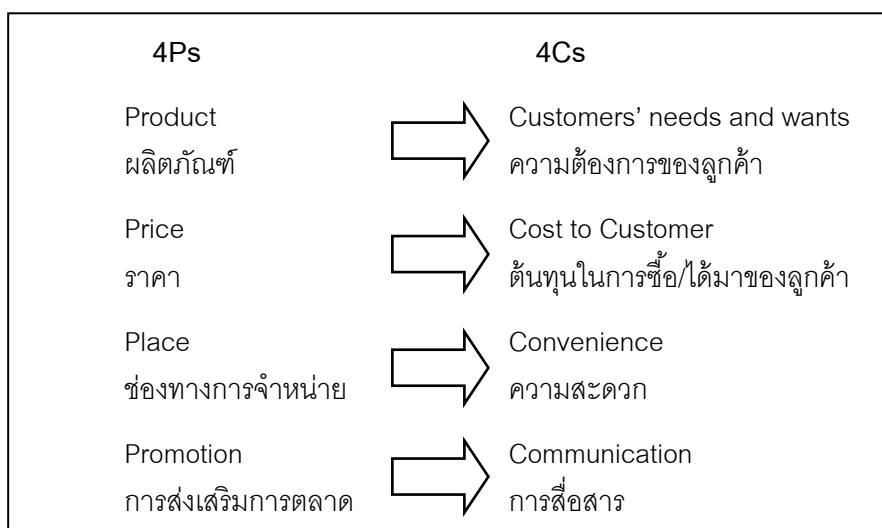 4Ps 4Cs
Product Customers’ needs and wants
ผลิตภัณฑ์ ความต้องการของลูกค้า
Price Cost to Customer
ราคา ต้นทุนในการซื้อ/ได้มาของลูกค้า
Place Convenience
ช่องทางการจำหน่าย ความสะดวก
Promotion Communication
การส่งเสริมการตลาด การสื่อสาร